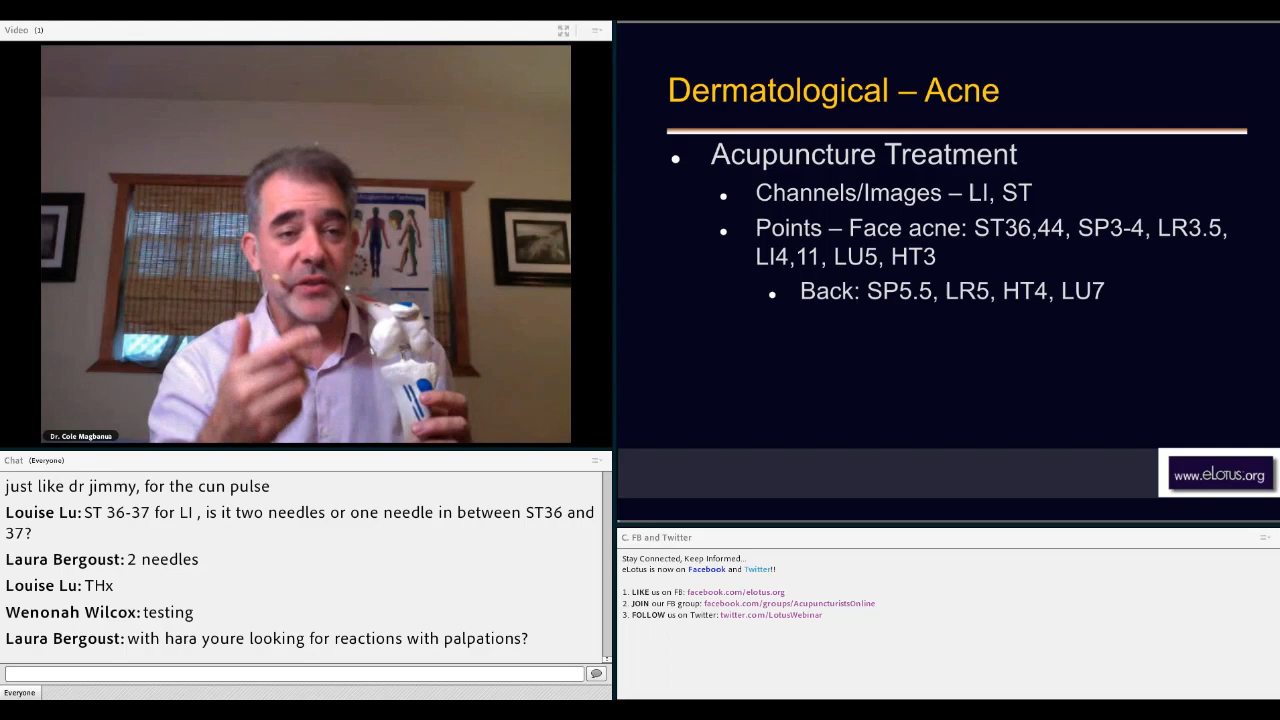 Video (1)
Acupuncture Technique
Dr. Cole Magbanua
Chat (Everyone)
just like dr jimmy, for the cun pulse
Louise Lu: ST 36-37 for LI , is it two needles or one needle in between ST36 and
37?
Laura Bergoust: 2 needles
Louise Lu: THx
Wenonah Wilcox: testing
Laura Bergoust: with hara youre looking for reactions with palpations?
Everyone
Dermatological – Acne
• Acupuncture Treatment
• Channels/Images – LI, ST
• Points – Face acne: ST36,44, SP3-4, LR3.5,
LI4,11, LU5, HT3
• Back: SP5.5, LR5, HT4, LU7
www.eLotus.org
C. FB and Twitter
Stay Connected, Keep Informed...
eLotus is now on Facebook and Twitter!!
1. LIKE us on FB: facebook.com/elotus.org
2. JOIN our FB group: facebook.com/groups/AcupuncturistsOnline
3. FOLLOW us on Twitter: twitter.com/LotusWebinar